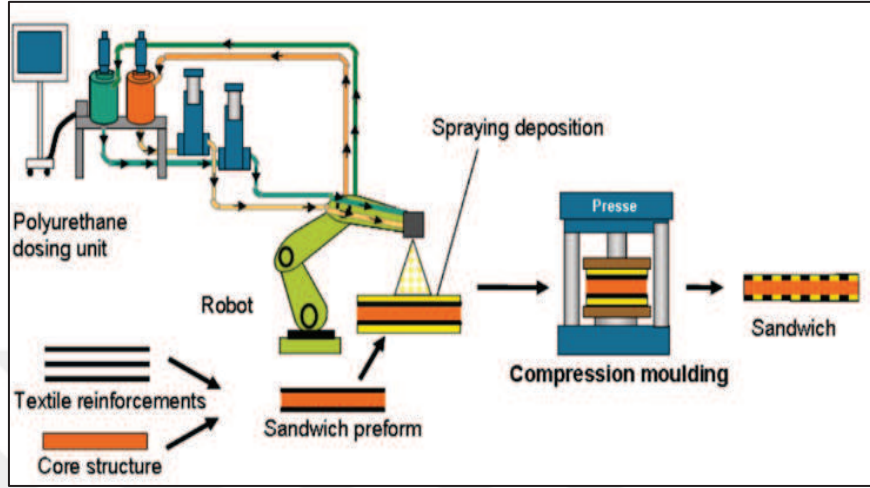 Spraying deposition
Presse
Polyurethane
dosing unit
Robot
Sandwich
Compression moulding
Textile reinforcements
Sandwich preform
Core structure